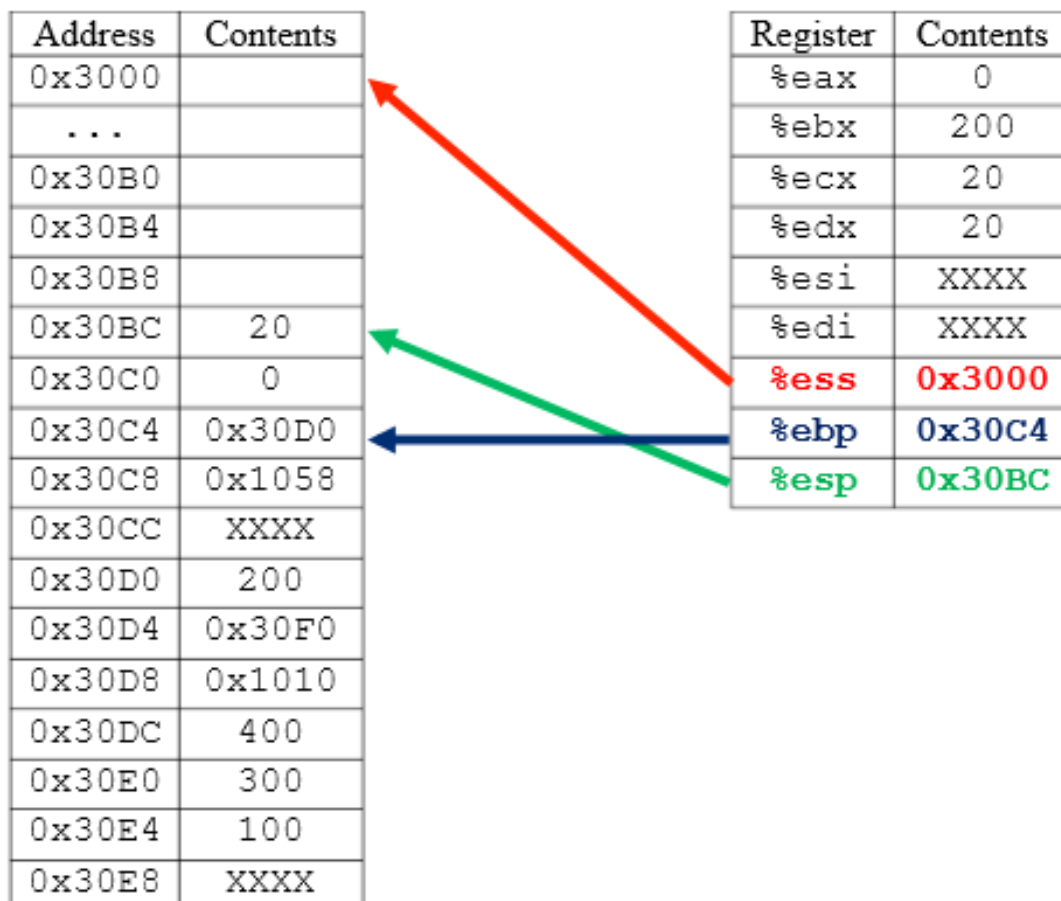 Address Contents
0x3000
...
0x30B0
0x30B4
0x30B8
0x30BC 20
0x30C0 0
0x30C4 0x30D0
0x30C8 0x1058
0x30CC XXXX
0x30D0 200
0x30D4 0x30F0
0x30D8 0x1010
0x30DC 400
0x30E0 300
0x30E4 100
0x30E8 XXXX
Register Contents
%eax 0
%ebx 200
%ecx 20
%edx 20
%esi XXXX
%edi XXXX
%ess 0x3000
%ebp 0x30C4
%esp 0x30BC